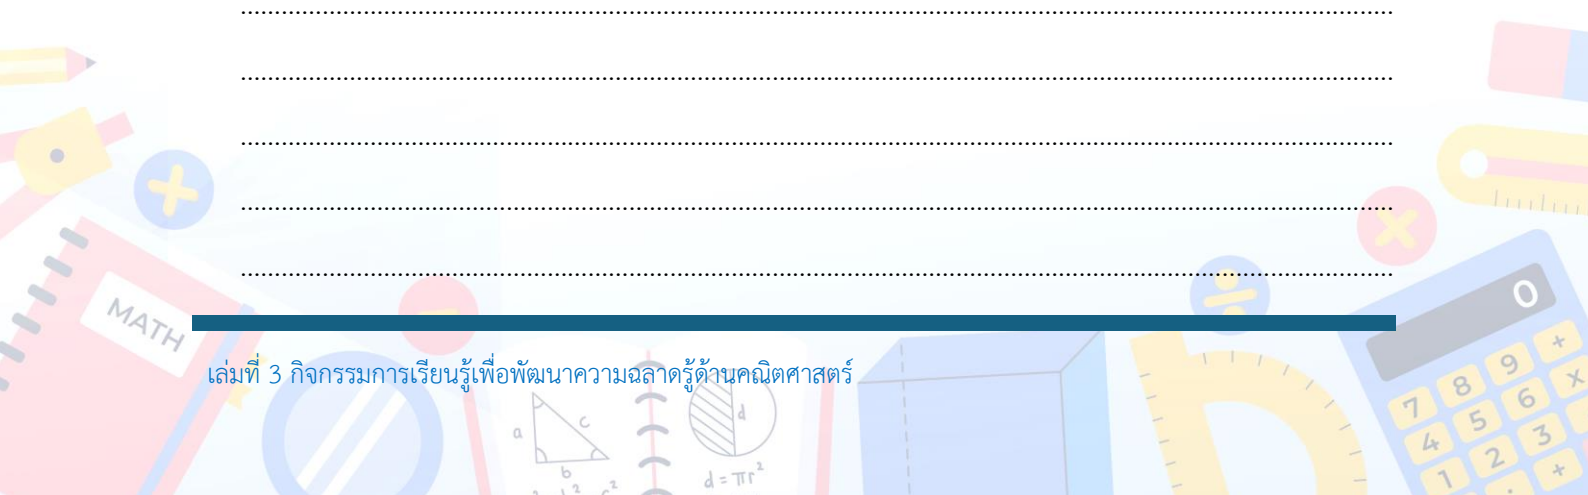 MATH
เล่มที่ 3 กิจกรรมการเรียนรู้เพื่อพัฒนาความฉลาดรู้ด้านคณิตศาสตร์
0
7 8 9 +
4 5 6 x
1 2 3
+
a c d
b
d = πr²